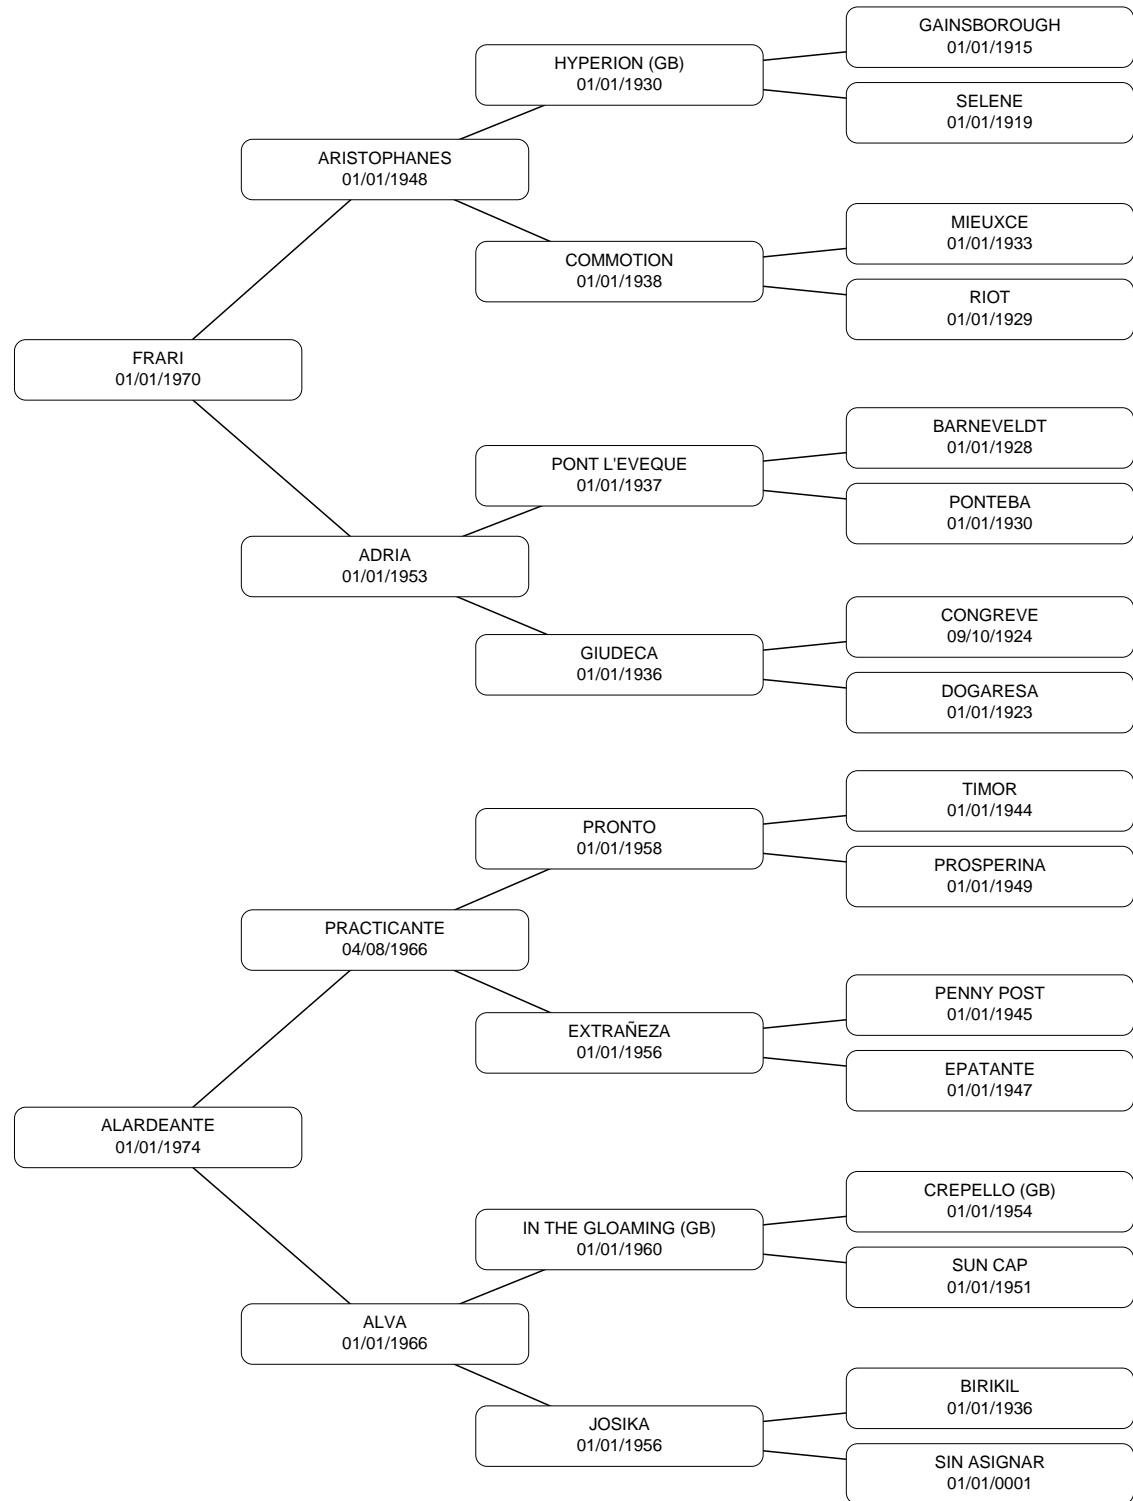 GAINSBOROUGH
01/01/1915
HYPERION (GB)
01/01/1930
SELENE
01/01/1919
ARISTOPHANES
01/01/1948
MIEUXCE
01/01/1933
COMMOTION
01/01/1938
RIOT
01/01/1929
FRARI
01/01/1970
BARNEVELDT
01/01/1928
PONT L'EVEQUE
01/01/1937
PONTEBA
01/01/1930
ADRIA
01/01/1953
CONGREVE
09/10/1924
GIUDECA
01/01/1936
DOGARESA
01/01/1923
TIMOR
01/01/1944
PRONTO
01/01/1958
PROSPERINA
01/01/1949
PRACTICANTE
04/08/1966
PENNY POST
01/01/1945
EXTRAÑEZA
01/01/1956
EPATANTE
01/01/1947
ALARDEANTE
01/01/1974
CREPELLO (GB)
01/01/1954
IN THE GLOAMING (GB)
01/01/1960
SUN CAP
01/01/1951
ALVA
01/01/1966
BIRIKIL
01/01/1936
JOSIKA
01/01/1956
SIN ASIGNAR
01/01/0001